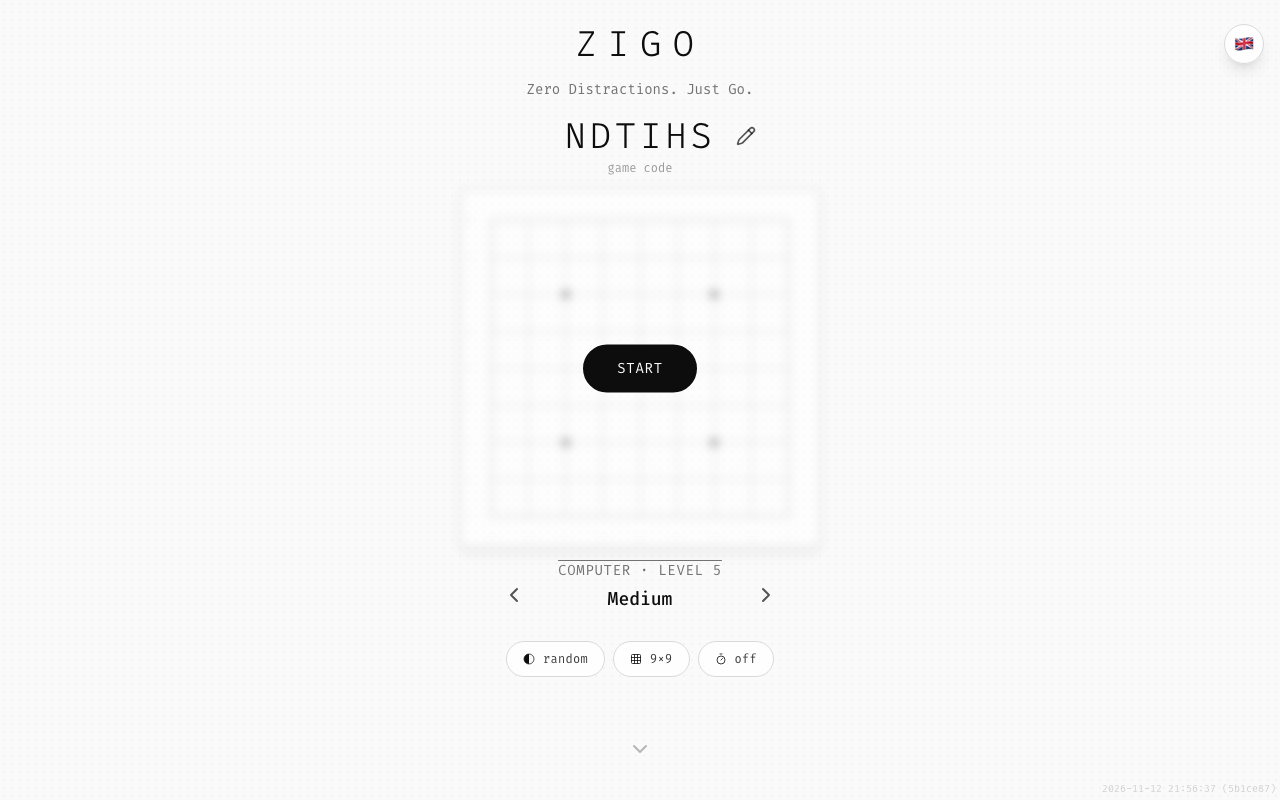 ZIGO
Zero Distractions. Just Go.
NDTIHS
game code
START
COMPUTER · LEVEL 5
Medium
random
9×9
off
2026-11-12 21:56:37 (5b1ce87)